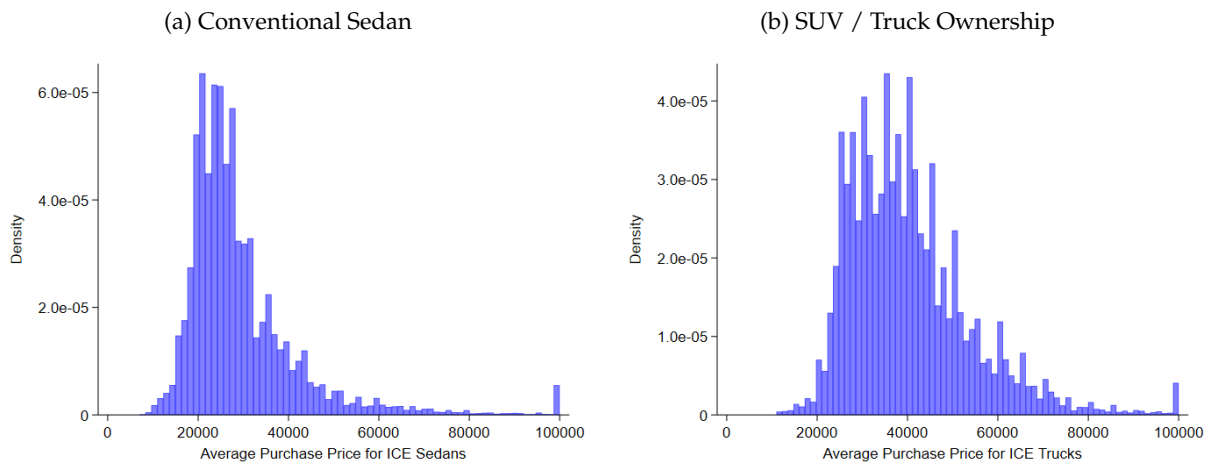 (a) Conventional Sedan
6.0e-05
4.0e-05
2.0e-05
0
Density
0 20000 40000 60000 80000 100000
Average Purchase Price for ICE Sedans
(b) SUV / Truck Ownership
4.0e-05
3.0e-05
2.0e-05
1.0e-05
0
Density
0 20000 40000 60000 80000 100000
Average Purchase Price for ICE Trucks